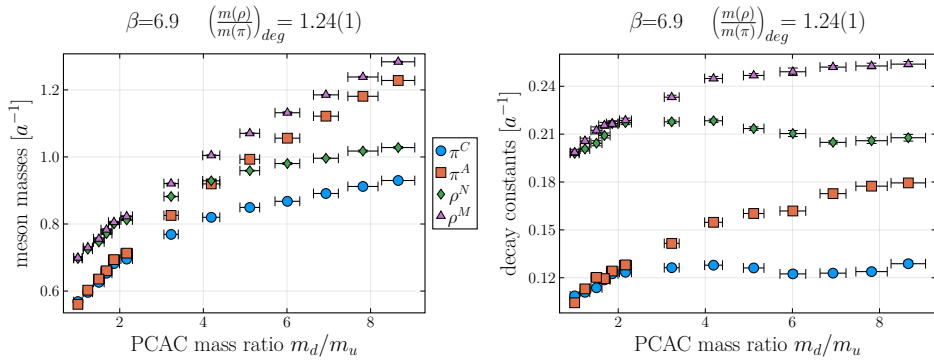 β=6.9 (m(ρ)/m(π))_deg = 1.24(1)
meson masses [a⁻¹]
1.2
1.0
0.8
0.6
2 4 6 8
PCAC mass ratio m_d/m_u
π^C
π^A
ρ^N
ρ^M
β=6.9 (m(ρ)/m(π))_deg = 1.24(1)
decay constants [a⁻¹]
0.24
0.21
0.18
0.15
0.12
2 4 6 8
PCAC mass ratio m_d/m_u